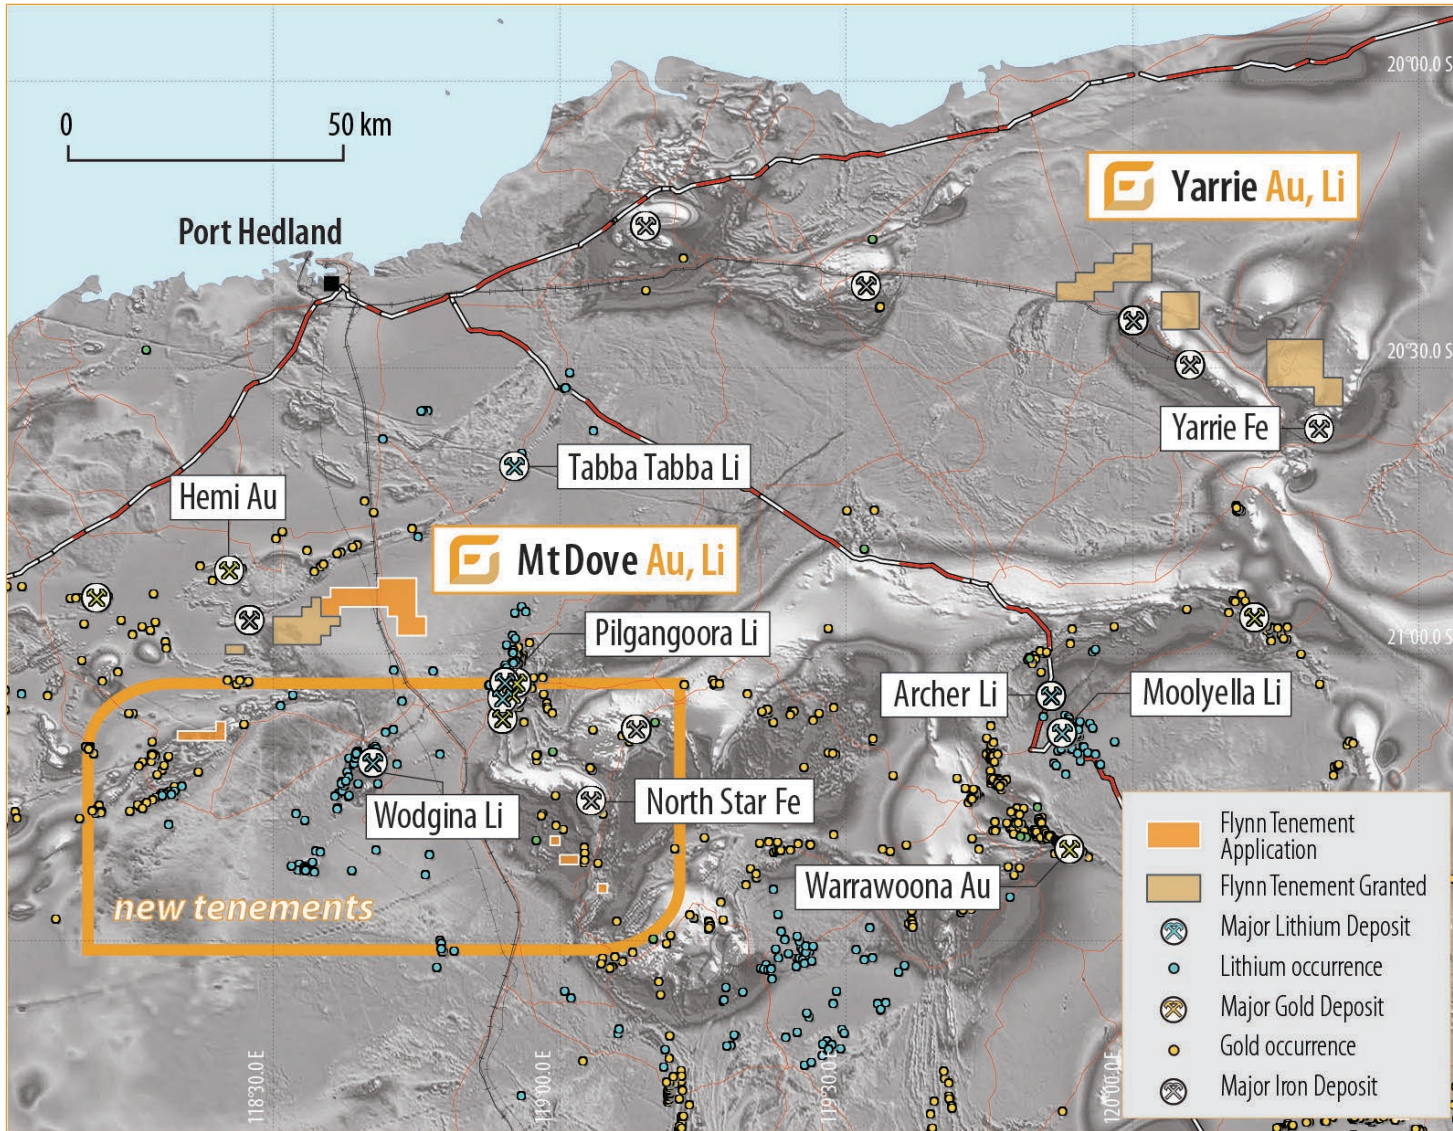 0 50 km
20°00.0 S
Yarrie Au, Li
Port Hedland
20°30.0 S
Yarrie Fe
Tabba Tabba Li
Hemi Au
Mt Dove Au, Li
Pilgangoora Li
21°00.0 S
Archer Li
Moolyella Li
North Star Fe
Wodgina Li
Warrawoona Au
new tenements
Flynn Tenement
Application
Flynn Tenement Granted
Major Lithium Deposit
Lithium occurrence
Major Gold Deposit
Gold occurrence
Major Iron Deposit
118°30.0 E
119°00.0 E
119°30.0 E
120°00.0 E